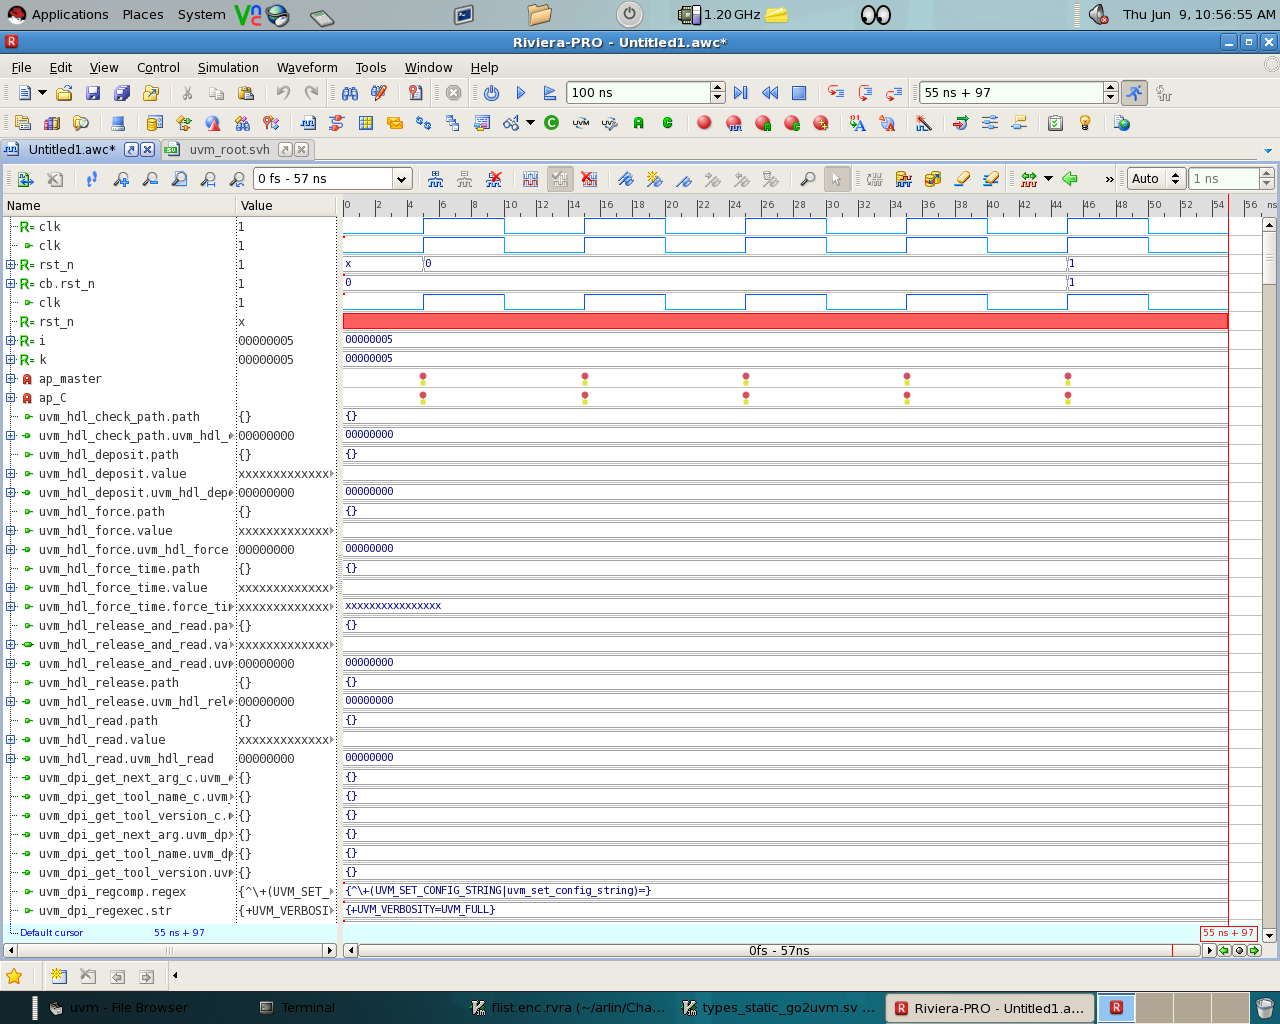 Applications Places System 1.20 GHz Thu Jun 9, 10:56:55 AM
Riviera-PRO - Untitled1.awc*
File Edit View Control Simulation Waveform Tools Window Help
100 ns 55 ns + 97
Untitled1.awc* uvm_root.svh
0 fs - 57 ns » Auto 1 ns
Name Value 0 2 4 6 8 10 12 14 16 18 20 22 24 26 28 30 32 34 36 38 40 42 44 46 48 50 52 54 56 ns
R= clk 1
clk 1
R= rst_n 1 x 0 1
R= cb.rst_n 1 0 1
clk 1
R= rst_n x
R= i 00000005 00000005
R= k 00000005 00000005
ap_master
ap_C
uvm_hdl_check_path.path {} {}
uvm_hdl_check_path.uvm_hdl_ 00000000 00000000
uvm_hdl_deposit.path {} {}
uvm_hdl_deposit.value xxxxxxxxxxxxx
uvm_hdl_deposit.uvm_hdl_dep 00000000 00000000
uvm_hdl_force.path {} {}
uvm_hdl_force.value xxxxxxxxxxxxx
uvm_hdl_force.uvm_hdl_force 00000000 00000000
uvm_hdl_force_time.path {} {}
uvm_hdl_force_time.value xxxxxxxxxxxxx
uvm_hdl_force_time.force_ti xxxxxxxxxxxxx xxxxxxxxxxxxxxxx
uvm_hdl_release_and_read.pa {} {}
uvm_hdl_release_and_read.va xxxxxxxxxxxxx
uvm_hdl_release_and_read.uvm 00000000 00000000
uvm_hdl_release.path {} {}
uvm_hdl_release.uvm_hdl_rel 00000000 00000000
uvm_hdl_read.path {} {}
uvm_hdl_read.value xxxxxxxxxxxxx
uvm_hdl_read.uvm_hdl_read 00000000 00000000
uvm_dpi_get_next_arg_c.uvm_ {} {}
uvm_dpi_get_tool_name_c.uvm {} {}
uvm_dpi_get_tool_version_c. {} {}
uvm_dpi_get_next_arg.uvm_dp {} {}
uvm_dpi_get_tool_name.uvm_d {} {}
uvm_dpi_get_tool_version.uvm {} {}
uvm_dpi_regcomp.regex {^\+(UVM_SET_ {^\+(UVM_SET_CONFIG_STRING|uvm_set_config_string)=}
uvm_dpi_regexec.str {+UVM_VERBOSI {+UVM_VERBOSITY=UVM_FULL}
Default cursor 55 ns + 97 55 ns + 97
0fs - 57ns
uvm - File Browser Terminal flist.enc.rvra (~/arlin/Cha... types_static_go2uvm.sv ... Riviera-PRO - Untitled1.a...